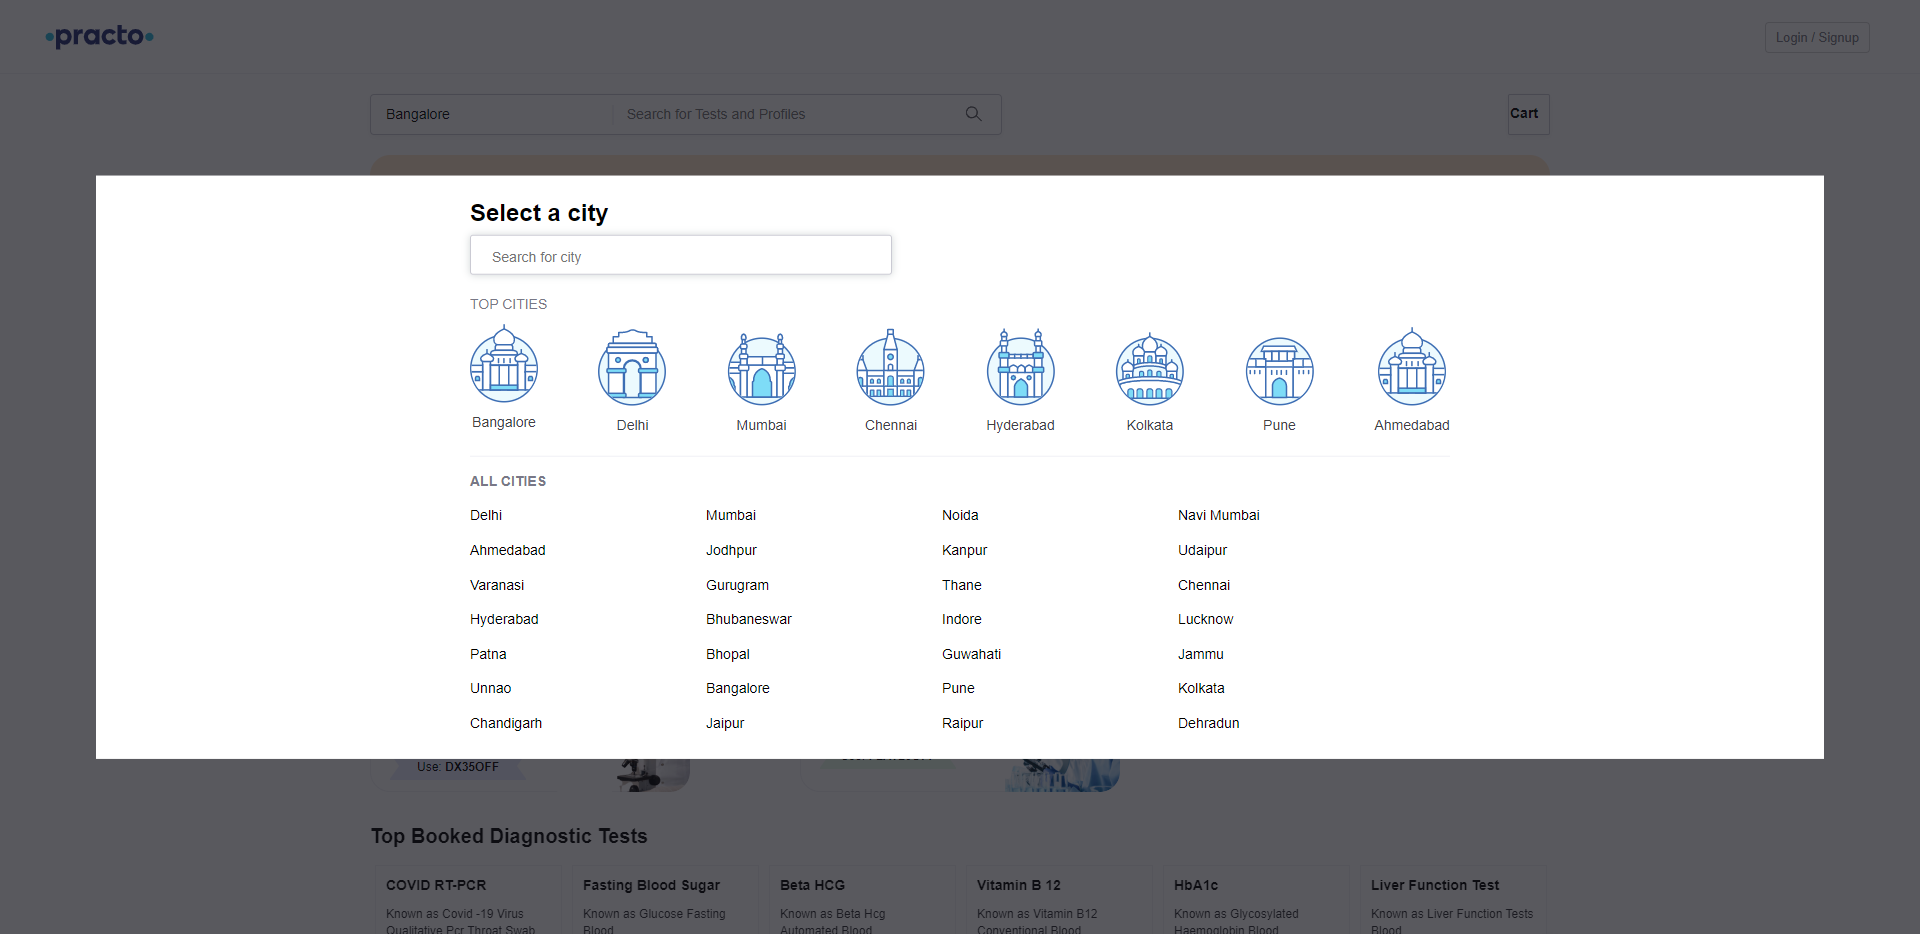 practo
Login / Signup
Bangalore
Search for Tests and Profiles
Cart
Select a city
Search for city
TOP CITIES
Bangalore
Delhi
Mumbai
Chennai
Hyderabad
Kolkata
Pune
Ahmedabad
ALL CITIES
Delhi
Mumbai
Noida
Navi Mumbai
Ahmedabad
Jodhpur
Kanpur
Udaipur
Varanasi
Gurugram
Thane
Chennai
Hyderabad
Bhubaneswar
Indore
Lucknow
Patna
Bhopal
Guwahati
Jammu
Unnao
Bangalore
Pune
Kolkata
Chandigarh
Jaipur
Raipur
Dehradun
Use: DX35OFF
Top Booked Diagnostic Tests
COVID RT-PCR
Known as Covid -19 Virus
Qualitative Pcr Throat Swab
Fasting Blood Sugar
Known as Glucose Fasting
Blood
Beta HCG
Known as Beta Hcg
Automated Blood
Vitamin B 12
Known as Vitamin B12
Conventional Blood
HbA1c
Known as Glycosylated
Haemoglobin Blood
Liver Function Test
Known as Liver Function Tests
Blood